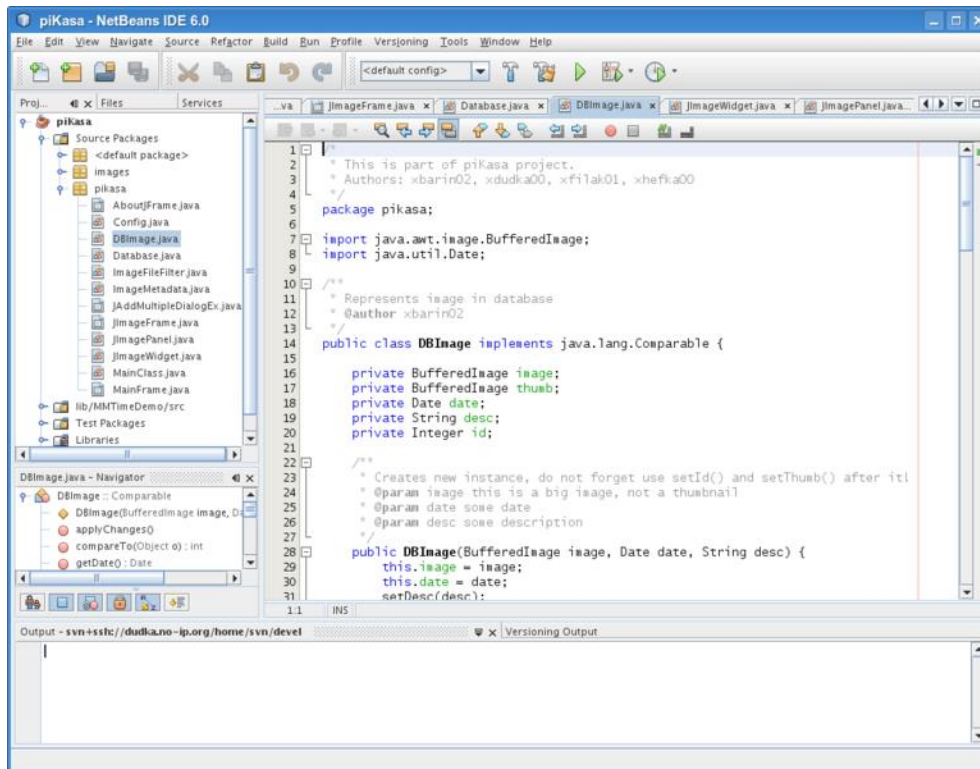 piKasa - NetBeans IDE 6.0
File Edit View Navigate Source Refactor Build Run Profile Versioning Tools Window Help
<default config>
Proj... Files Services
piKasa
Source Packages
<default package>
images
pikasa
AboutJFrame.java
Config.java
DBImage.java
Database.java
ImageFileFilter.java
ImageMetadata.java
JAddMultipleDialogEx.java
JImageFrame.java
JImagePanel.java
JImageWidget.java
MainClass.java
MainFrame.java
lib/MMTimeDemo/src
Test Packages
Libraries
DBImage.java - Navigator
DBImage :: Comparable
DBImage(BufferedImage image, Da
applyChanges()
compareTo(Object o) : int
getDate() : Date
...va JImageFrame.java Database.java DBImage.java JImageWidget.java JImagePanel.java...
1 /*
2 * This is part of piKasa project.
3 * Authors: xbarin02, xdudka00, xfilak01, xhefka00
4 */
5 package pikasa;
6
7 import java.awt.image.BufferedImage;
8 import java.util.Date;
9
10 /**
11 * Represents image in database
12 * @author xbarin02
13 */
14 public class DBImage implements java.lang.Comparable {
15
16 private BufferedImage image;
17 private BufferedImage thumb;
18 private Date date;
19 private String desc;
20 private Integer id;
21
22 /**
23 * Creates new instance, do not forget use setId() and setThumb() after it!
24 * @param image this is a big image, not a thumbnail
25 * @param date some date
26 * @param desc some description
27 */
28 public DBImage(BufferedImage image, Date date, String desc) {
29 this.image = image;
30 this.date = date;
31 setDesc(desc);
1:1 INS
Output - svn+ssh://dudka.no-ip.org/home/svn/devel Versioning Output